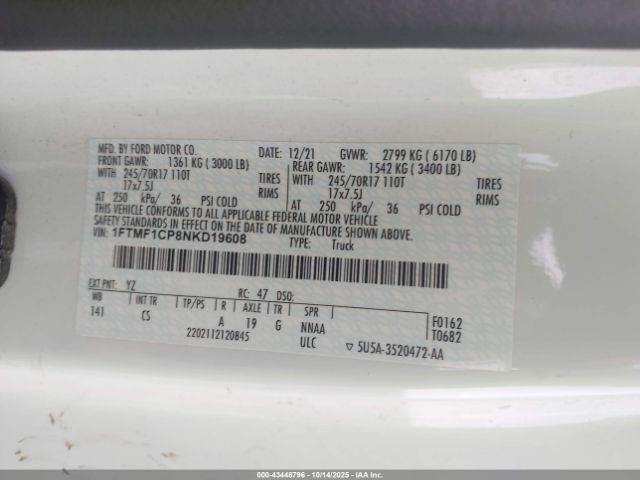 MFD. BY FORD MOTOR CO. DATE: 12/21 GVWR: 2799 KG ( 6170 LB)
FRONT GAWR: 1361 KG ( 3000 LB) REAR GAWR: 1542 KG ( 3400 LB)
WITH 245/70R17 110T TIRES WITH 245/70R17 110T TIRES
17x7.5J RIMS 17x7.5J RIMS
AT 250 kPa/ 36 PSI COLD AT 250 kPa/ 36 PSI COLD
THIS VEHICLE CONFORMS TO ALL APPLICABLE FEDERAL MOTOR VEHICLE
SAFETY STANDARDS IN EFFECT ON THE DATE OF MANUFACTURE SHOWN ABOVE.
VIN: 1FTMF1CP8NKD19608 TYPE: Truck
EXT PNT: YZ RC: 47 DSO:
WB INT TR TP/PS R AXLE TR SPR
141 CS A 19 G NNAA F0162
2202112120845 ULC T0682
▽ 5U5A-3520472-AA
000-43448796 - 10/14/2025 - IAAI.COM